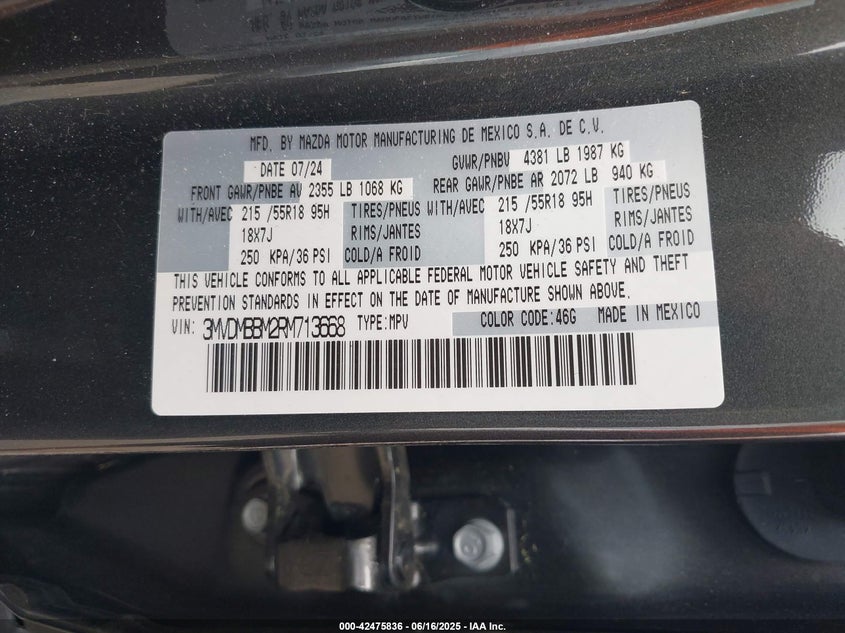 MFD. BY MAZDA MOTOR MANUFACTURING DE MEXICO S.A. DE C.V.
DATE 07/24 GVWR/PNBV 4381 LB 1987 KG
FRONT GAWR/PNBE AV 2355 LB 1068 KG REAR GAWR/PNBE AR 2072 LB 940 KG
WITH/AVEC 215 /55R18 95H TIRES/PNEUS WITH/AVEC 215 /55R18 95H TIRES/PNEUS
18X7J RIMS/JANTES 18X7J RIMS/JANTES
250 KPA/36 PSI COLD/A FROID 250 KPA/36 PSI COLD/A FROID
THIS VEHICLE CONFORMS TO ALL APPLICABLE FEDERAL MOTOR VEHICLE SAFETY AND THEFT
PREVENTION STANDARDS IN EFFECT ON THE DATE OF MANUFACTURE SHOWN ABOVE.
VIN: 3MVDMBBM2RM713668 TYPE:MPV COLOR CODE:46G MADE IN MEXICO
000-42475836 - 06/16/2025 - IAA Inc.